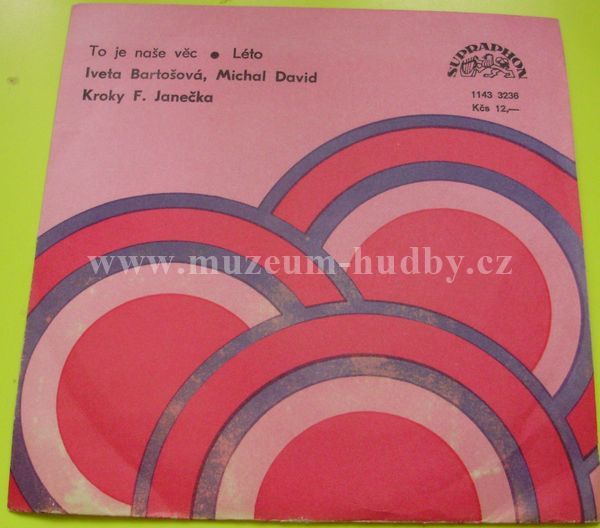 To je naše věc • Léto
Iveta Bartošová, Michal David
Kroky F. Janečka
SUPRAPHON
1143 3236
Kčs 12,—
www.muzeum-hudby.cz